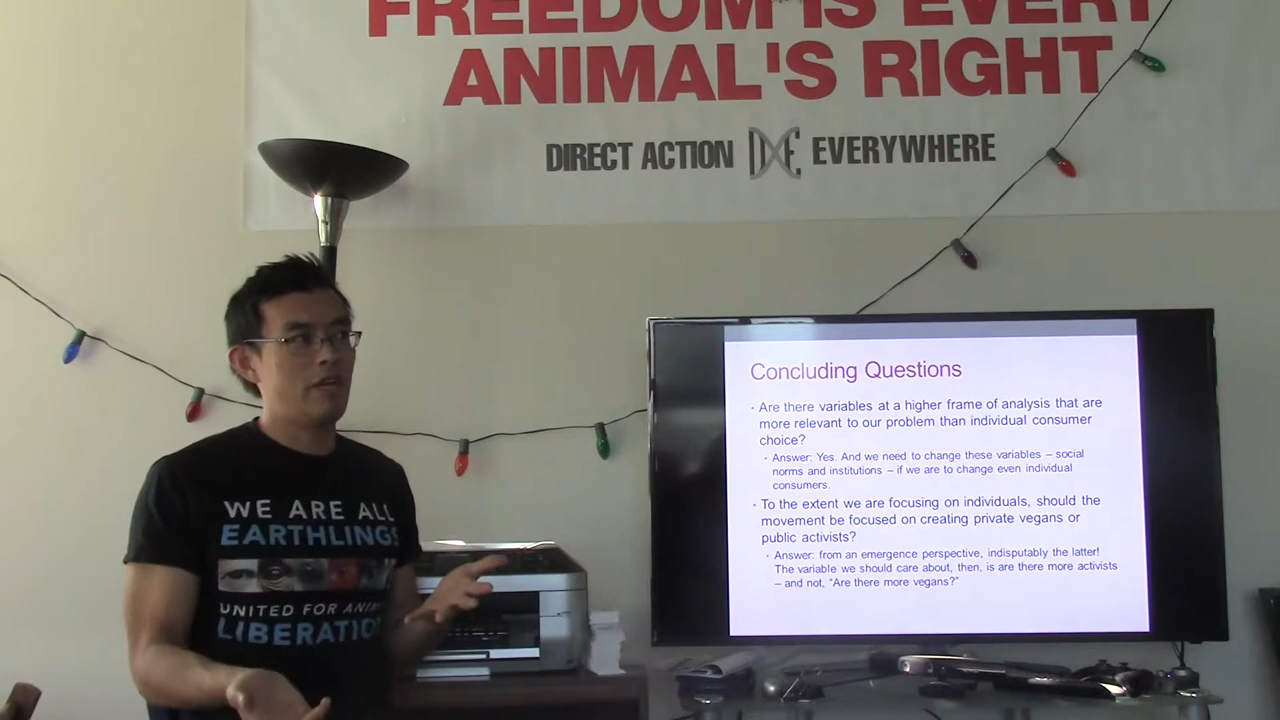 FREEDOM IS EVERY
ANIMAL'S RIGHT
DIRECT ACTION DxE EVERYWHERE
WE ARE ALL
EARTHLINGS
UNITED FOR ANIM
LIBERATIO
Concluding Questions
· Are there variables at a higher frame of analysis that are
more relevant to our problem than individual consumer
choice?
· Answer: Yes. And we need to change these variables – social
norms and institutions – if we are to change even individual
consumers.
· To the extent we are focusing on individuals, should the
movement be focused on creating private vegans or
public activists?
· Answer: from an emergence perspective, indisputably the latter!
The variable we should care about, then, is are there more activists
– and not, “Are there more vegans?”